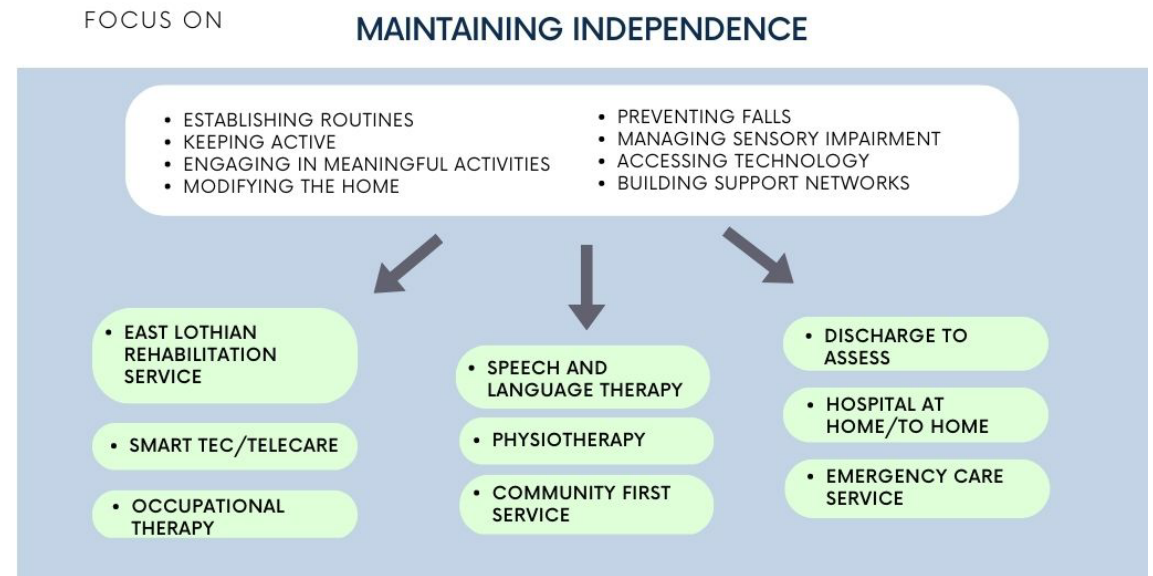 FOCUS ON
MAINTAINING INDEPENDENCE
• ESTABLISHING ROUTINES
• KEEPING ACTIVE
• ENGAGING IN MEANINGFUL ACTIVITIES
• MODIFYING THE HOME
• PREVENTING FALLS
• MANAGING SENSORY IMPAIRMENT
• ACCESSING TECHNOLOGY
• BUILDING SUPPORT NETWORKS
• EAST LOTHIAN
REHABILITATION
SERVICE
• SMART TEC/TELECARE
• OCCUPATIONAL
THERAPY
• SPEECH AND
LANGUAGE THERAPY
• PHYSIOTHERAPY
• COMMUNITY FIRST
SERVICE
• DISCHARGE TO
ASSESS
• HOSPITAL AT
HOME/TO HOME
• EMERGENCY CARE
SERVICE